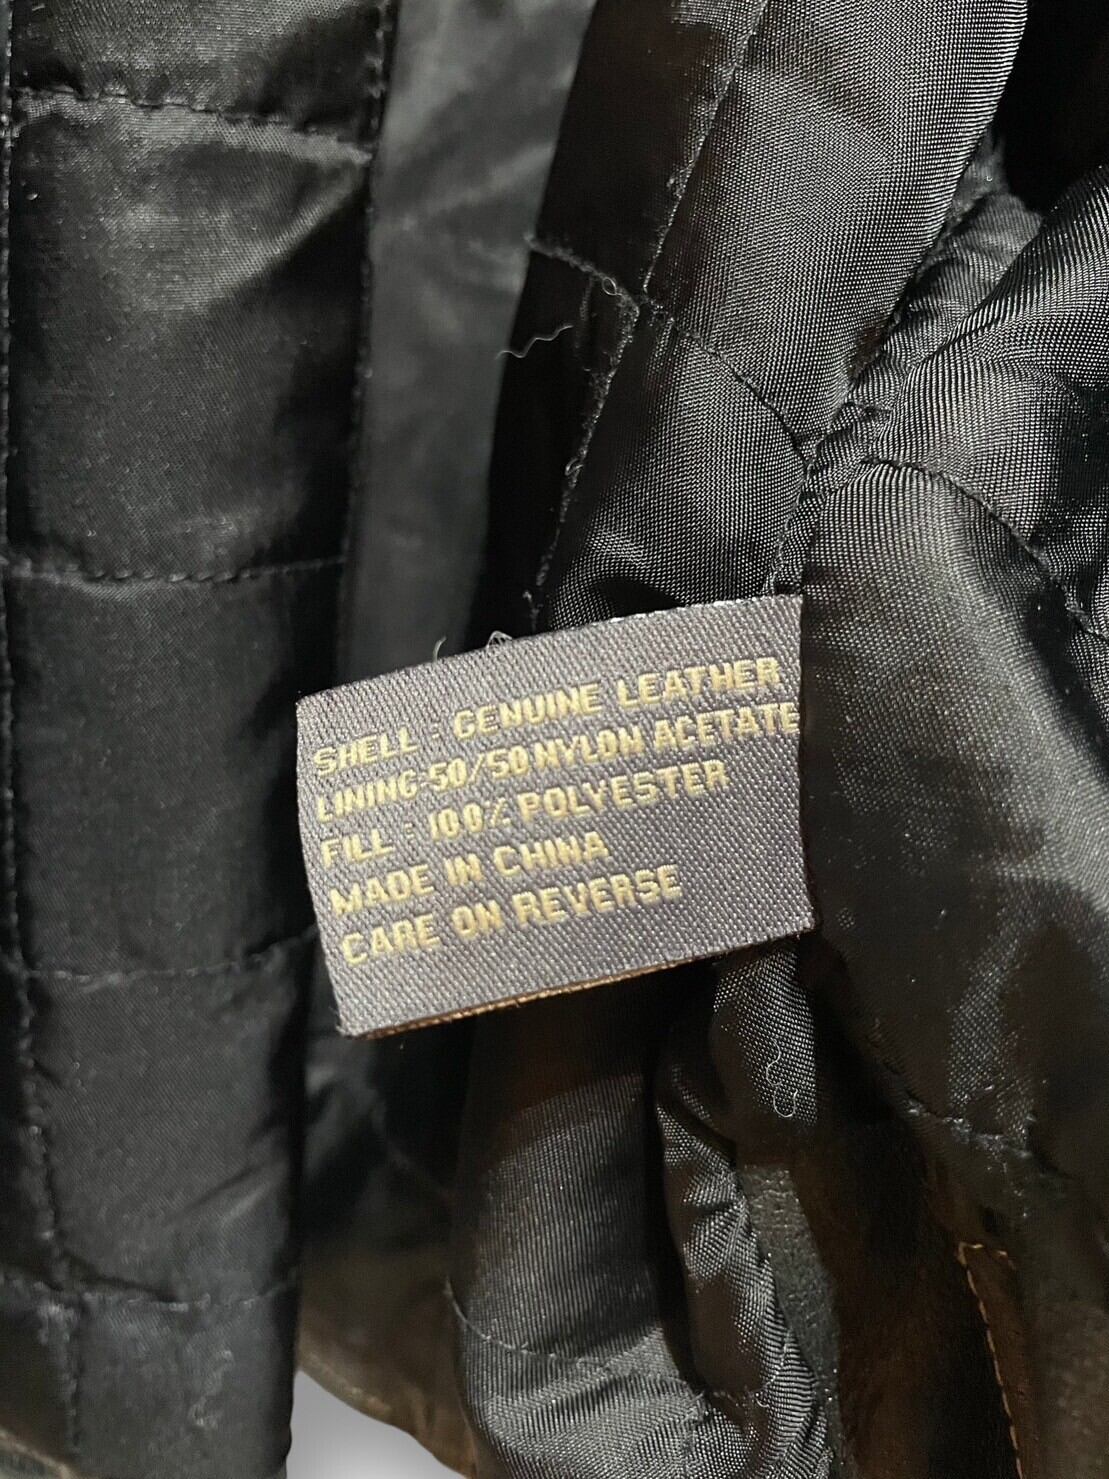 SHELL - GENUINE LEATHER
LINING-50/50 NYLON ACETATE
FILL - 100% POLYESTER
MADE IN CHINA
CARE ON REVERSE